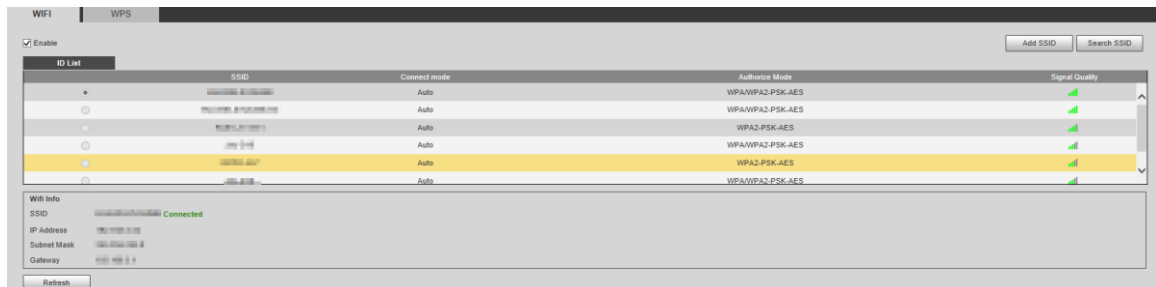 WIFI WPS
Enable Add SSID Search SSID
ID List
SSID Connect mode Authorize Mode Signal Quality
Auto WPA/WPA2-PSK-AES
Auto WPA/WPA2-PSK-AES
Auto WPA2-PSK-AES
Auto WPA/WPA2-PSK-AES
Auto WPA2-PSK-AES
Auto WPA/WPA2-PSK-AES
Wifi Info
SSID Connected
IP Address
Subnet Mask
Gateway
Refresh